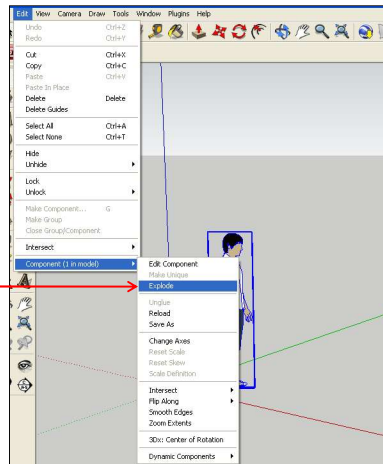 Edit View Camera Draw Tools Window Plugins Help
Undo Ctrl+Z
Redo Ctrl+Y
Cut Ctrl+X
Copy Ctrl+C
Paste Ctrl+V
Paste In Place
Delete Delete
Delete Guides
Select All Ctrl+A
Select None Ctrl+T
Hide
Unhide
Lock
Unlock
Make Component... G
Make Group
Close Group/Component
Intersect
Component (1 in model)
Edit Component
Make Unique
Explode
Unglue
Reload
Save As
Change Axes
Reset Scale
Reset Skew
Scale Definition
Intersect
Flip Along
Smooth Edges
Zoom Extents
3Dx: Center of Rotation
Dynamic Components